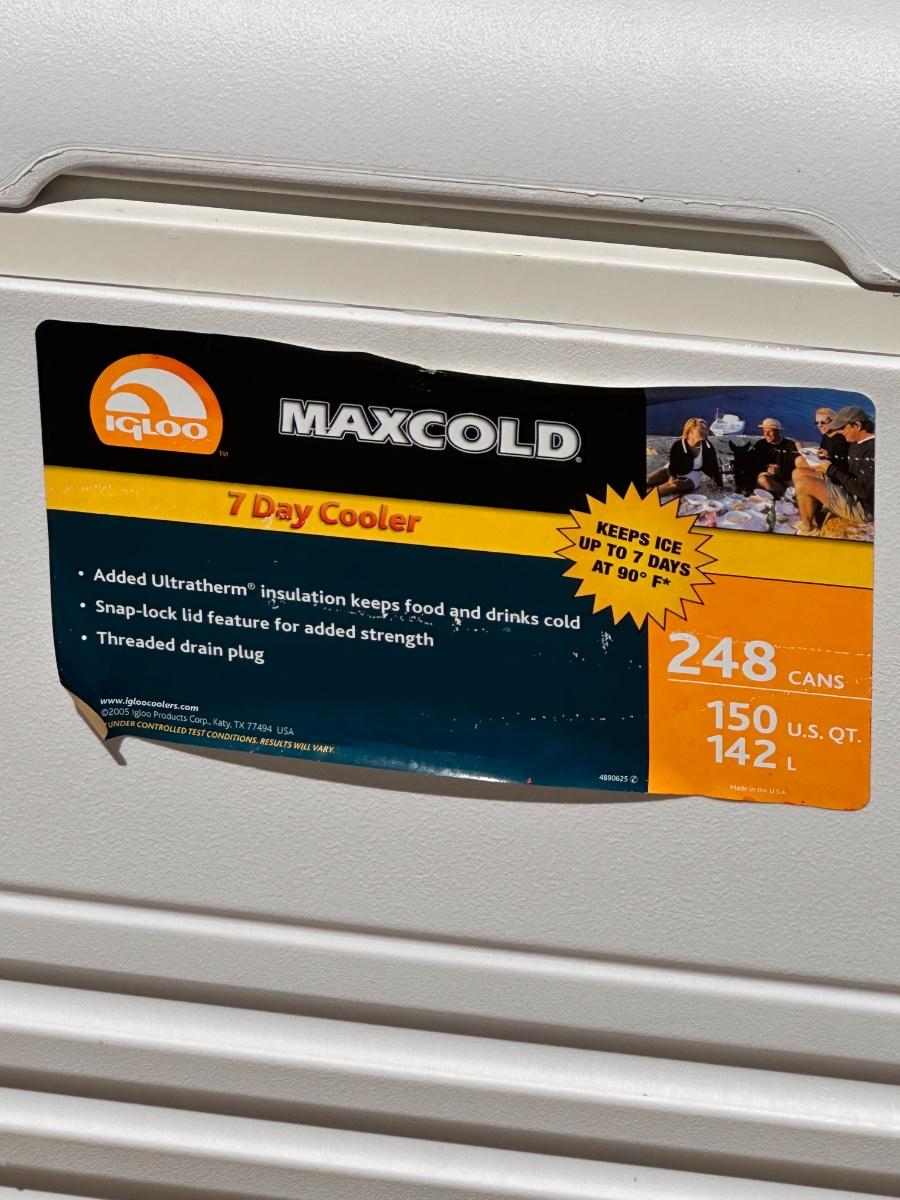 IGLOO
TM
MAXCOLD®
7 Day Cooler
KEEPS ICE
UP TO 7 DAYS
AT 90° F*
• Added Ultratherm® insulation keeps food and drinks cold
• Snap-lock lid feature for added strength
• Threaded drain plug
248 CANS
150 U.S. QT.
142 L
www.igloocoolers.com
©2005 Igloo Products Corp., Katy, TX 77494 USA
UNDER CONTROLLED TEST CONDITIONS. RESULTS WILL VARY.
4890625
Made in the U.S.A